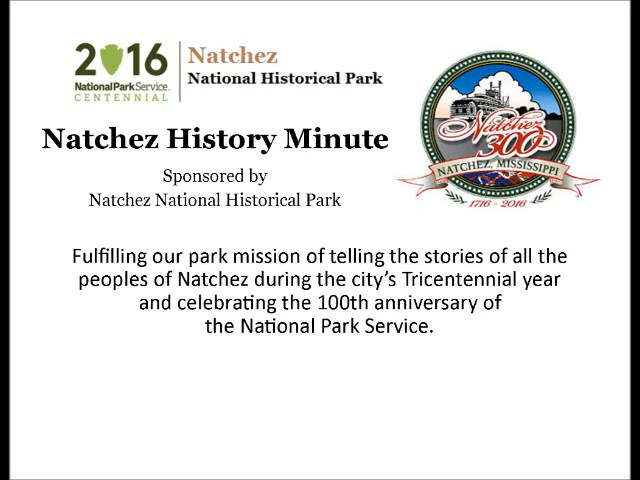 2016
National Park Service
CENTENNIAL
Natchez
National Historical Park
Natchez History Minute
Sponsored by
Natchez National Historical Park
Natchez
300
NATCHEZ, MISSISSIPPI
1716 - 2016
Fulfilling our park mission of telling the stories of all the
peoples of Natchez during the city’s Tricentennial year
and celebrating the 100th anniversary of
the National Park Service.